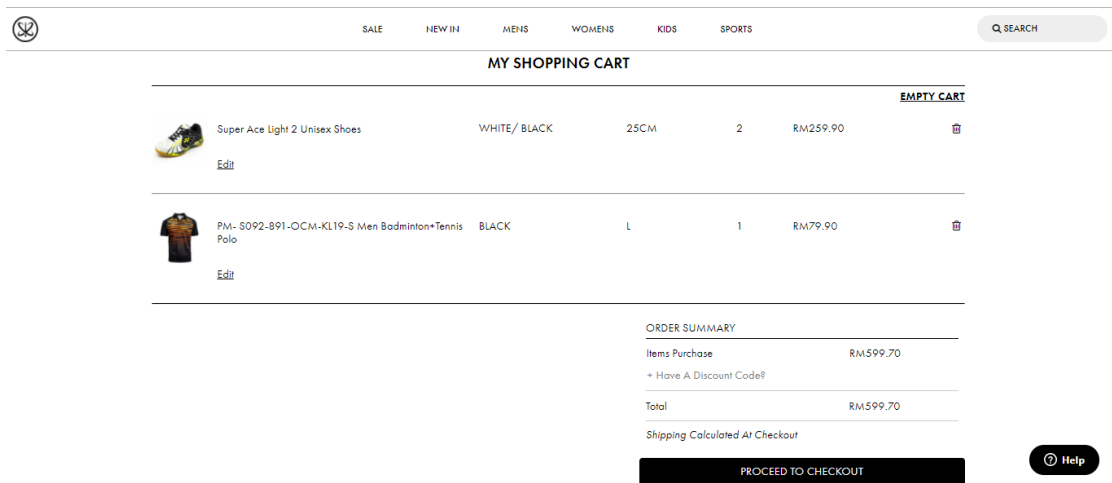 SALE NEW IN MENS WOMENS KIDS SPORTS SEARCH
MY SHOPPING CART
EMPTY CART
Super Ace Light 2 Unisex Shoes WHITE/ BLACK 25CM 2 RM259.90
Edit
PM- S092-891-OCM-KL19-S Men Badminton+Tennis BLACK L 1 RM79.90
Polo
Edit
ORDER SUMMARY
Items Purchase RM599.70
+ Have A Discount Code?
Total RM599.70
Shipping Calculated At Checkout
? Help
PROCEED TO CHECKOUT